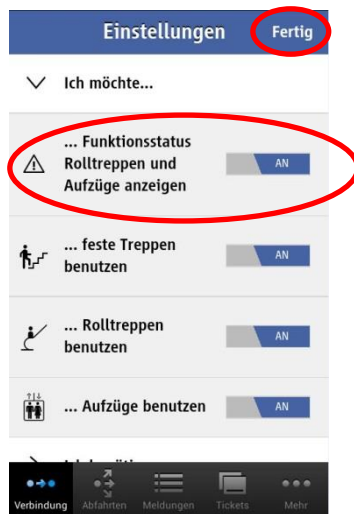 Einstellungen Fertig
Ich möchte...
... Funktionsstatus
Rolltreppen und
Aufzüge anzeigen
AN
... feste Treppen
benutzen
AN
... Rolltreppen
benutzen
AN
... Aufzüge benutzen
AN
Verbindung Abfahrten Meldungen Tickets Mehr